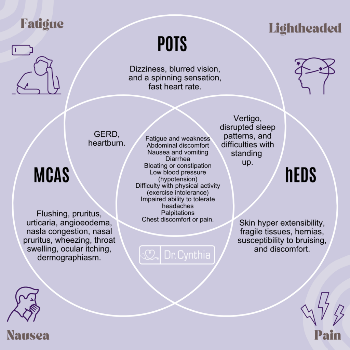 Fatigue
Lightheaded
POTS
Dizziness, blurred vision,
and a spinning sensation,
fast heart rate.
GERD,
heartburn.
Vertigo,
disrupted sleep
patterns, and
difficulties with
standing
up.
Fatigue and weakness
Abdominal discomfort
Nausea and vomiting
Diarrhea
Bloating or constipation
Low blood pressure
(hypotension)
Difficulty with physical activity
(exercise intolerance)
Impaired ability to tolerate
headaches
Palpitations
Chest discomfort or pain.
MCAS
hEDS
Flushing, pruritus,
urticaria, angioedema,
nasla congestion, nasal
pruritus, wheezing, throat
swelling, ocular itching,
dermographiasm.
Skin hyper extensibility,
fragile tissues, hernias,
susceptibility to bruising,
and discomfort.
Dr.Cynthia
Nausea
Pain